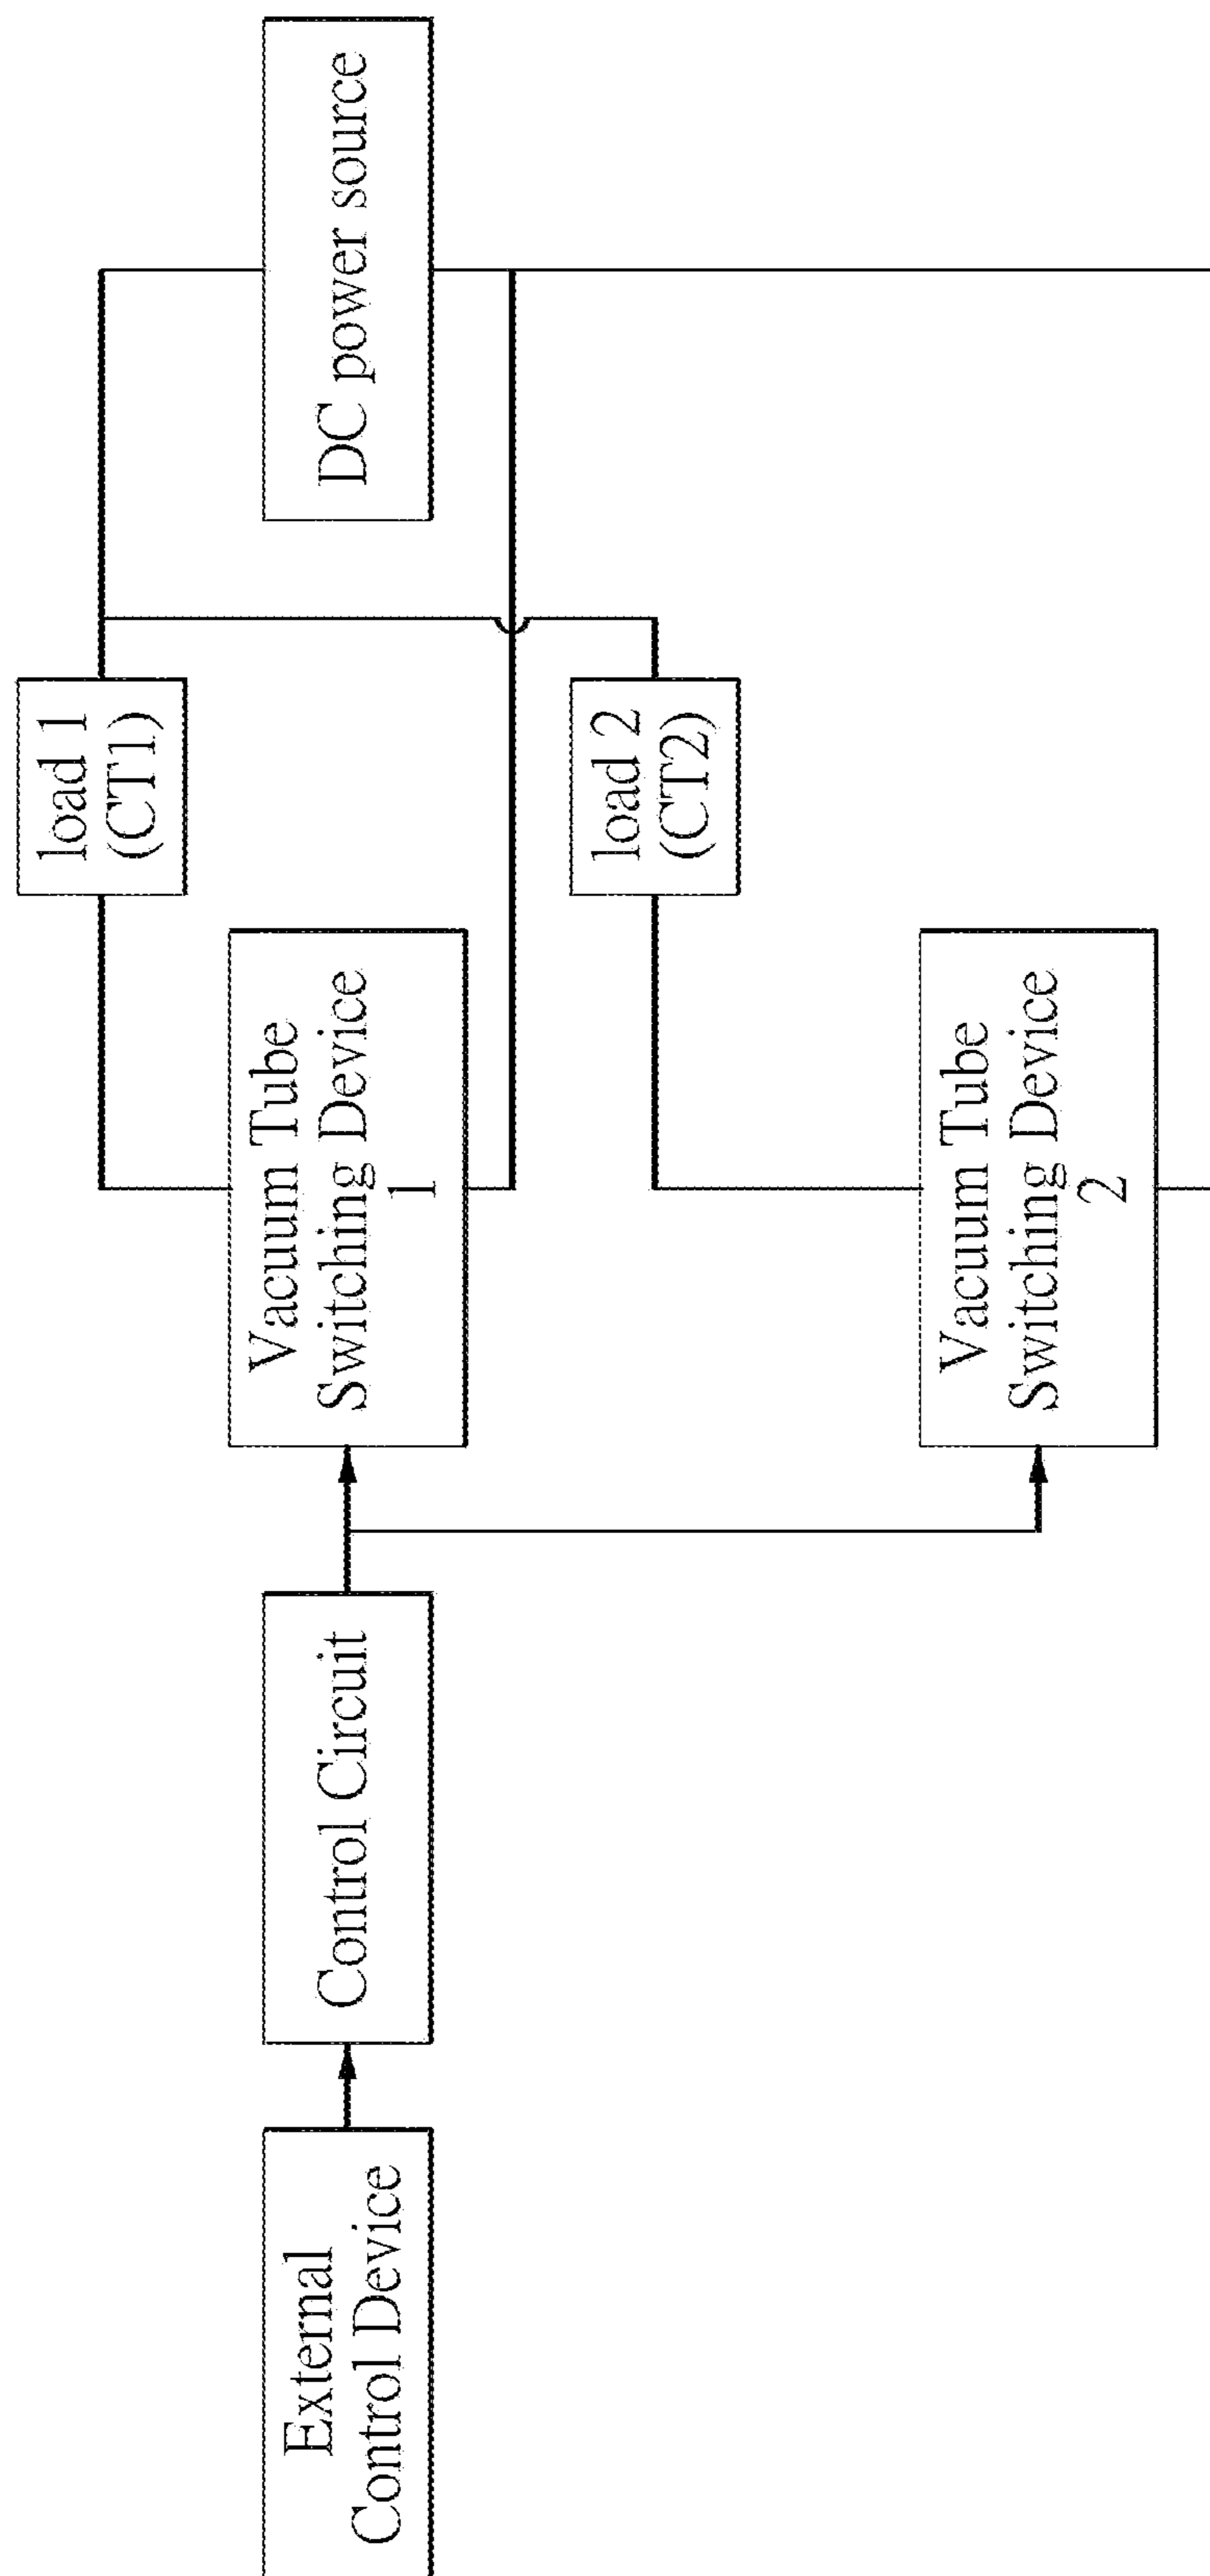 External
Control Device
Control Circuit
Vacuum Tube
Switching Device
1
load 1
(CT1)
DC power source
load 2
(CT2)
Vacuum Tube
Switching Device
2